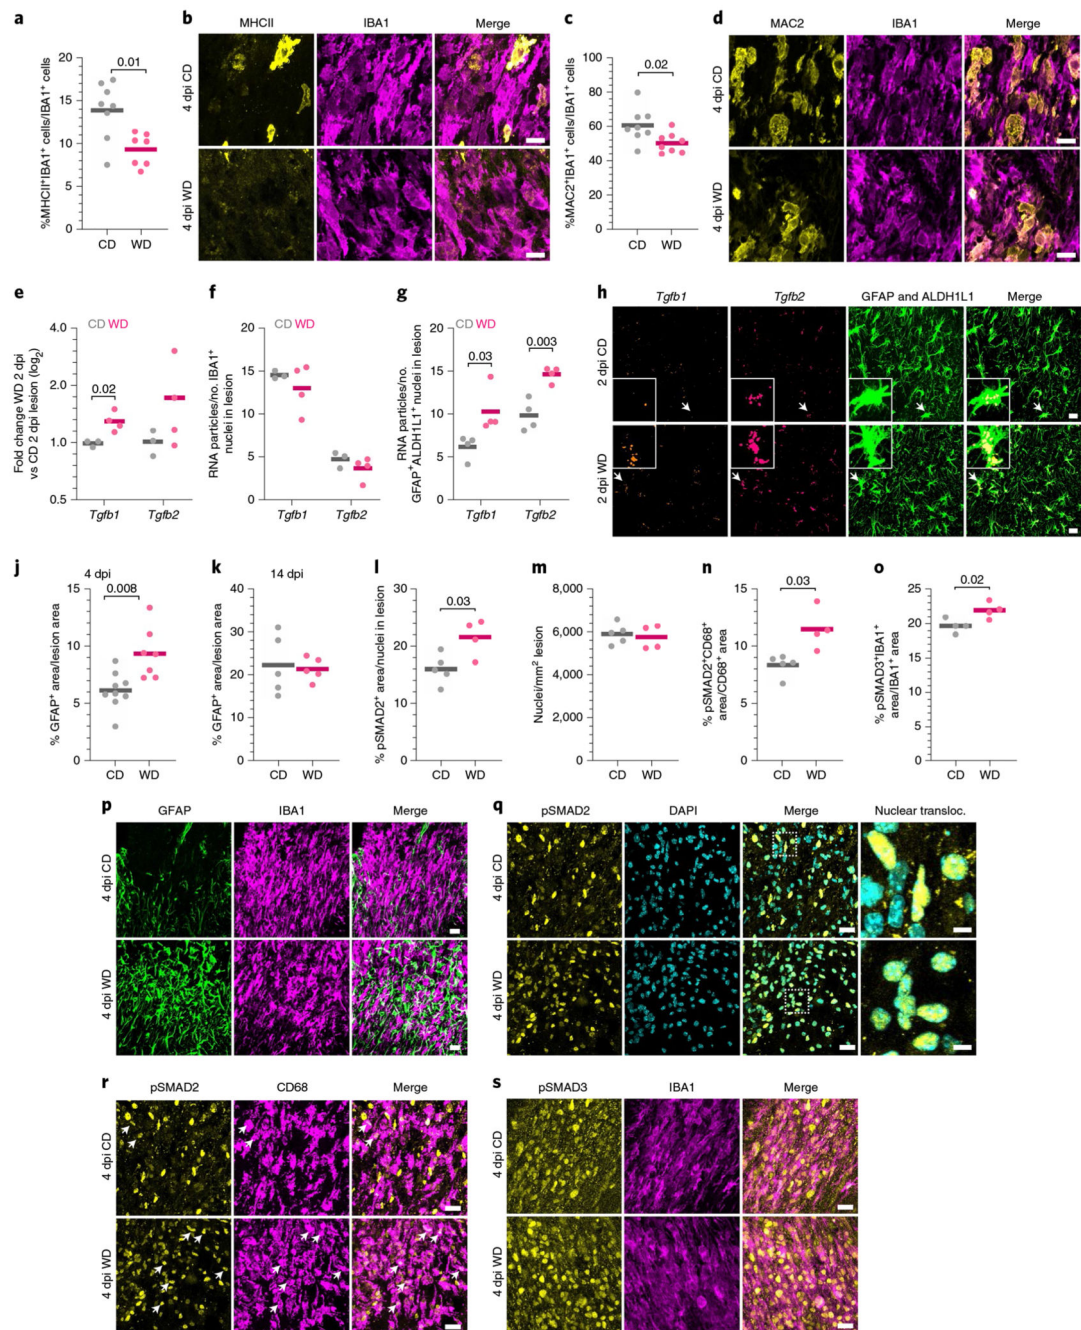 a
%MHCII⁺IBA1⁺ cells/IBA1⁺ cells
20
15
10
5
0
0.01
CD WD
b
MHCII IBA1 Merge
4 dpi CD
4 dpi WD
c
%MAC2⁺IBA1⁺ cells/IBA1⁺ cells
100
80
60
40
20
0
0.02
CD WD
d
MAC2 IBA1 Merge
4 dpi CD
4 dpi WD
e
Fold change WD 2 dpi
vs CD 2 dpi lesion (log₂)
4.0
2.0
1.0
0.5
CD WD
0.02
Tgfb1 Tgfb2
f
RNA particles/no. IBA1⁺
nuclei in lesion
20
15
10
5
0
CD WD
Tgfb1 Tgfb2
g
RNA particles/no.
GFAP⁺ALDH1L1⁺ nuclei in lesion
20
15
10
5
0
CD WD
0.03
0.003
Tgfb1 Tgfb2
h
Tgfb1 Tgfb2 GFAP and ALDH1L1 Merge
2 dpi CD
2 dpi WD
j
4 dpi
% GFAP⁺ area/lesion area
15
10
5
0
0.008
CD WD
k
14 dpi
% GFAP⁺ area/lesion area
40
30
20
10
0
CD WD
l
% pSMAD2⁺ area/nuclei in lesion
30
20
10
0
0.03
CD WD
m
Nuclei/mm² lesion
8,000
6,000
4,000
2,000
0
CD WD
n
% pSMAD2⁺CD68⁺
area/CD68⁺ area
15
10
5
0
0.03
CD WD
o
% pSMAD3⁺IBA1⁺
area/IBA1⁺ area
25
20
15
10
5
0
0.02
CD WD
p
GFAP IBA1 Merge
4 dpi CD
4 dpi WD
q
pSMAD2 DAPI Merge Nuclear transloc.
4 dpi CD
4 dpi WD
r
pSMAD2 CD68 Merge
4 dpi CD
4 dpi WD
s
pSMAD3 IBA1 Merge
4 dpi CD
4 dpi WD